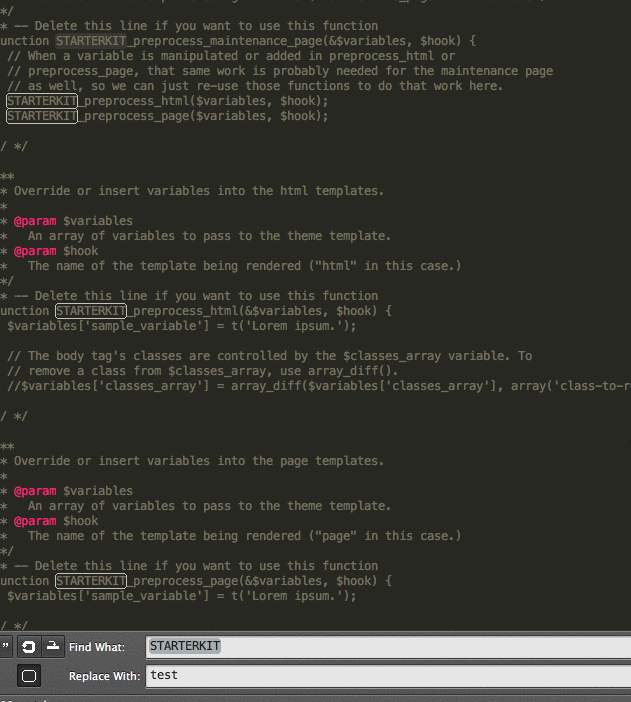 */
* -- Delete this line if you want to use this function
unction STARTERKIT_preprocess_maintenance_page(&$variables, $hook) {
// When a variable is manipulated or added in preprocess_html or
// preprocess_page, that same work is probably needed for the maintenance page
// as well, so we can just re-use those functions to do that work here.
STARTERKIT_preprocess_html($variables, $hook);
STARTERKIT_preprocess_page($variables, $hook);
/ */
**
* Override or insert variables into the html templates.
*
* @param $variables
*   An array of variables to pass to the theme template.
* @param $hook
*   The name of the template being rendered ("html" in this case.)
*/
* -- Delete this line if you want to use this function
unction STARTERKIT_preprocess_html(&$variables, $hook) {
$variables['sample_variable'] = t('Lorem ipsum.');
// The body tag's classes are controlled by the $classes_array variable. To
// remove a class from $classes_array, use array_diff().
//$variables['classes_array'] = array_diff($variables['classes_array'], array('class-to-r
/ */
**
* Override or insert variables into the page templates.
*
* @param $variables
*   An array of variables to pass to the theme template.
* @param $hook
*   The name of the template being rendered ("page" in this case.)
*/
* -- Delete this line if you want to use this function
unction STARTERKIT_preprocess_page(&$variables, $hook) {
$variables['sample_variable'] = t('Lorem ipsum.');
/ */
” Find What: STARTERKIT
Replace With: test